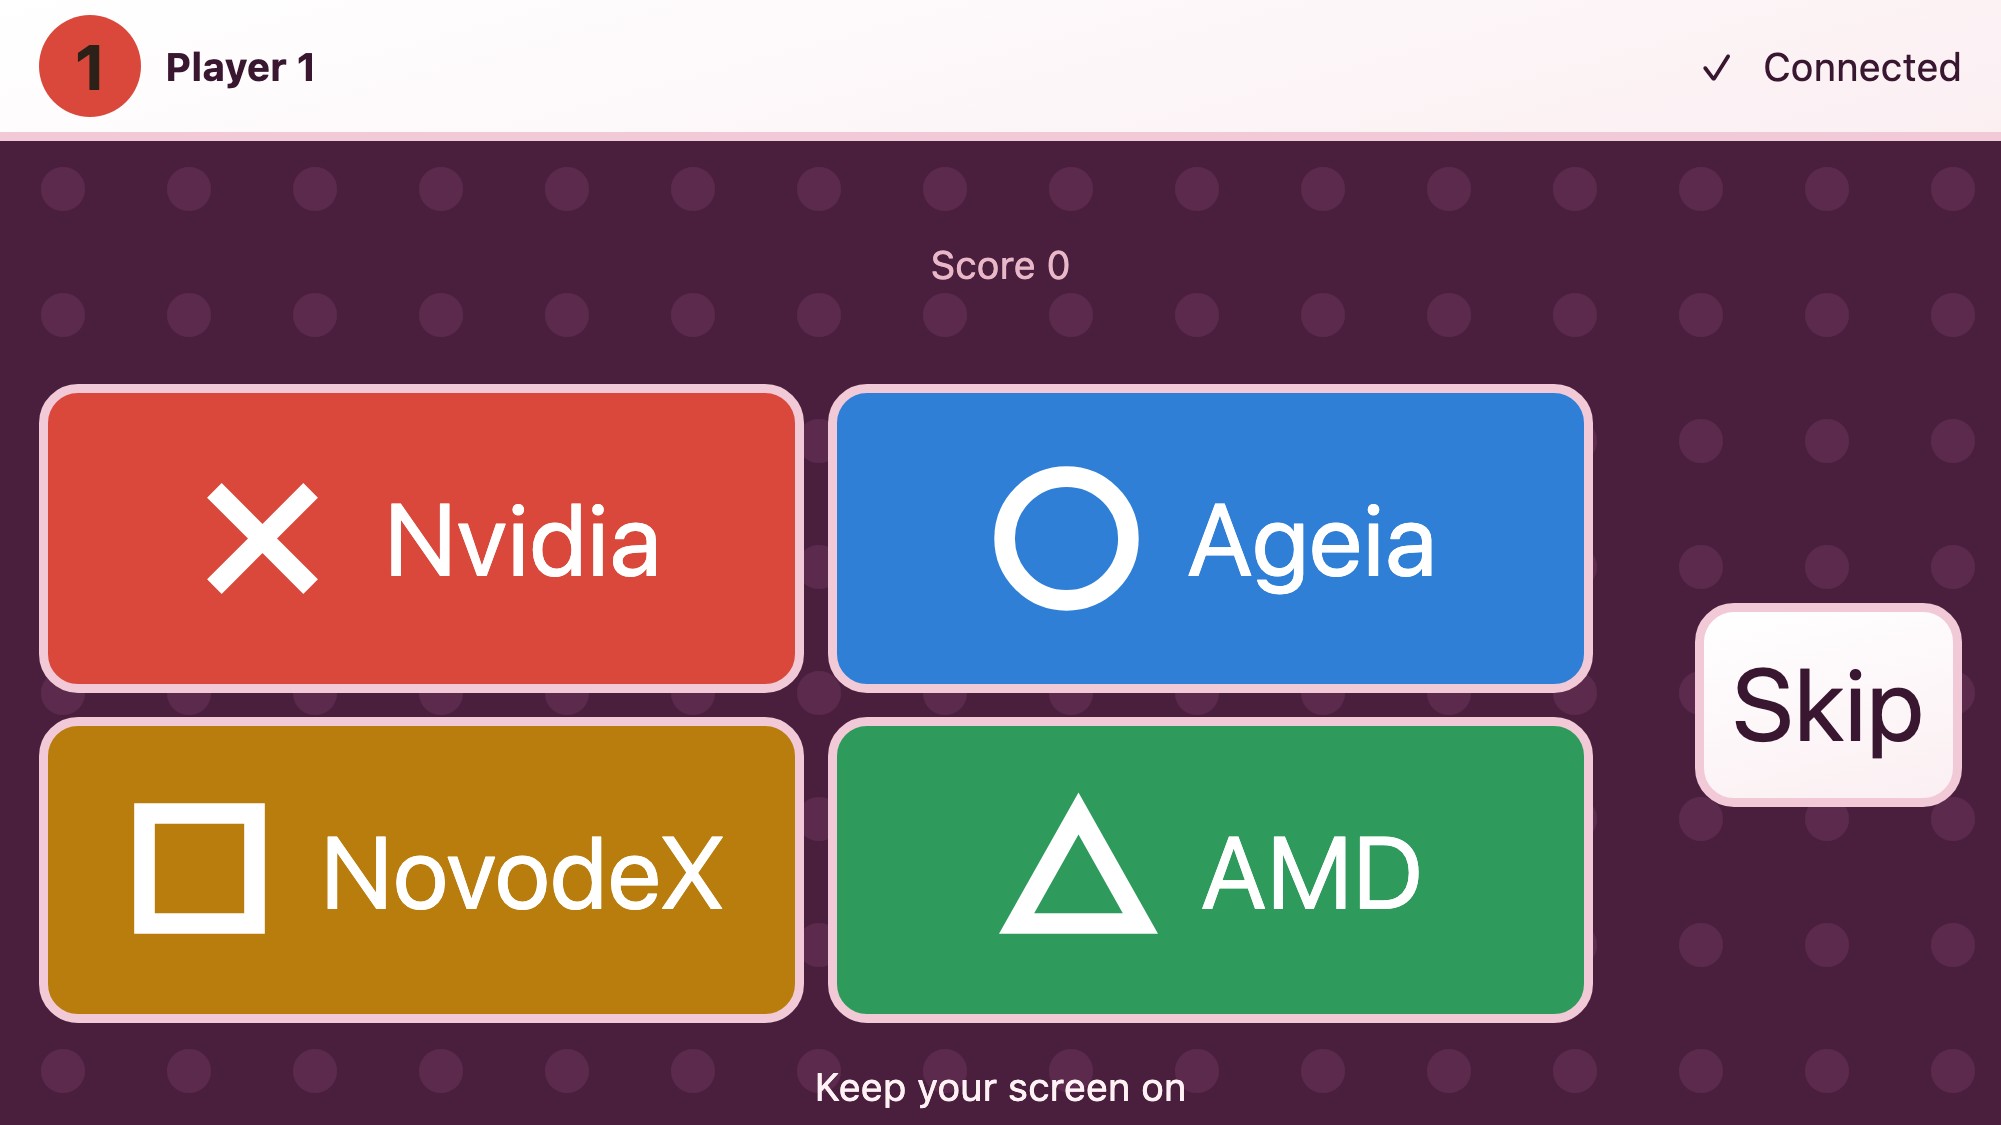 1 Player 1
✓ Connected
Score 0
Nvidia
Ageia
NovodeX
AMD
Skip
Keep your screen on